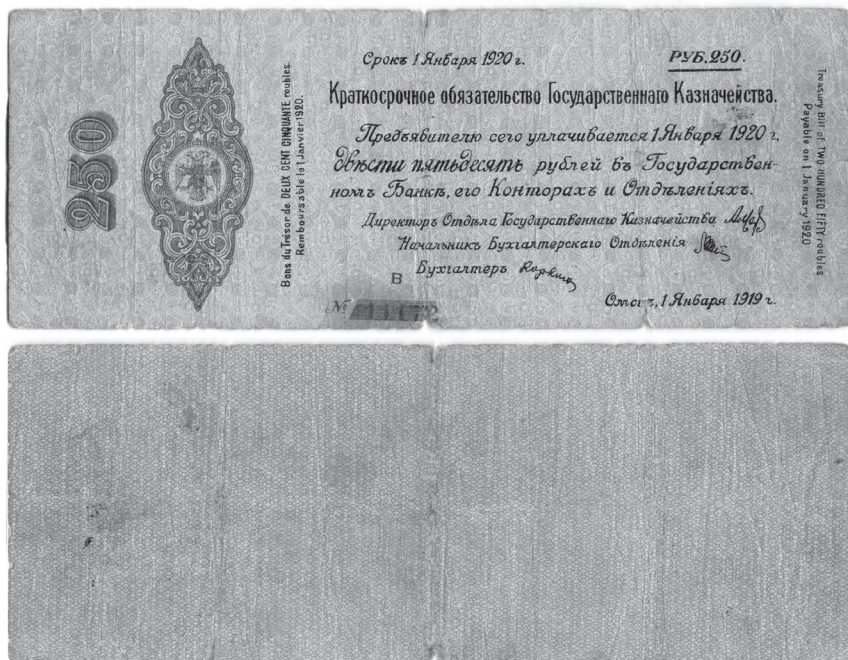 250
Bons du Trésor de DEUX CENT CINQUANTE roubles.
Remboursable le 1 Janvier 1920.
Срокъ 1 Января 1920 г.
РУБ. 250.
Краткосрочное обязательство Государственнаго Казначейства.
Предъявителю сего уплачивается 1 Января 1920 г.
двѣсти пятьдесятъ рублей въ Государствен-
номъ Банкѣ, его Конторахъ и Отдѣленіяхъ.
Директоръ Отдѣла Государственнаго Казначейства
Начальникъ Бухгалтерскаго Отдѣленія
Бухгалтеръ
В
№
Омскъ, 1 Января 1919 г.
Treasury Bill of TWO HUNDRED FIFTY roubles
Payable on 1 January 1920